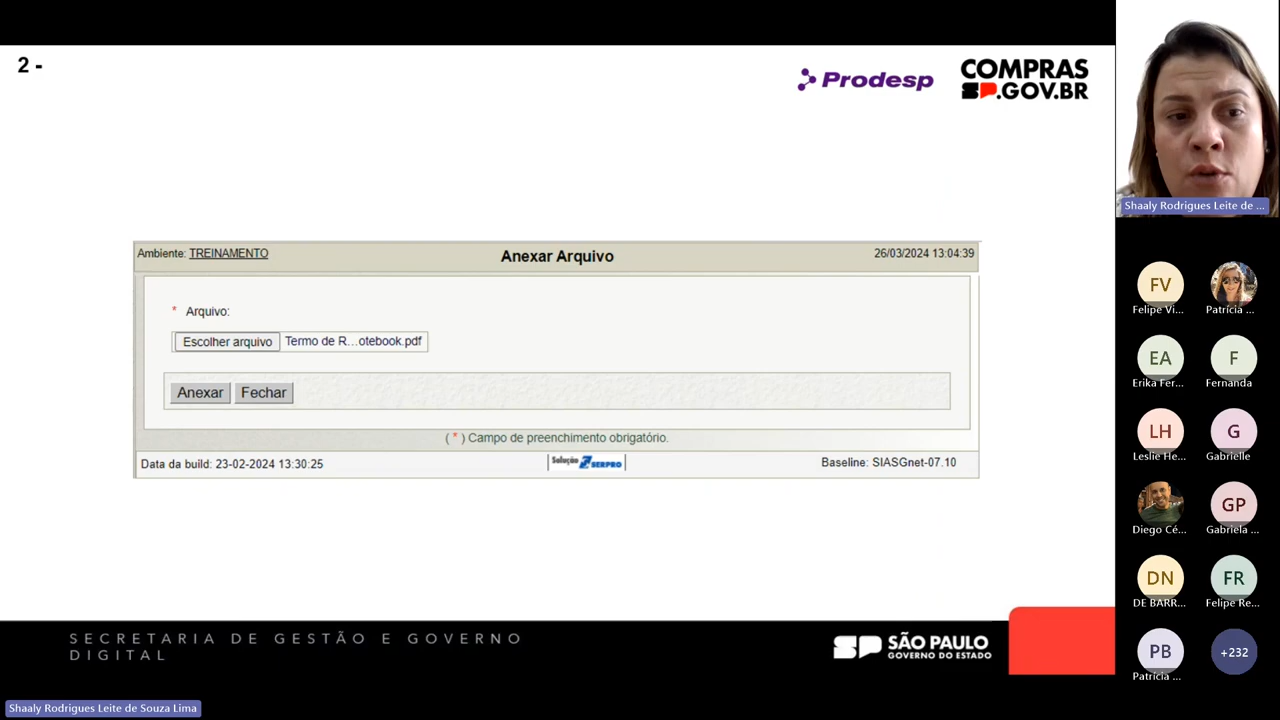 2 -
Prodesp
COMPRAS
SP.GOV.BR
Shaaly Rodrigues Leite de ...
Ambiente: TREINAMENTO
Anexar Arquivo
26/03/2024 13:04:39
* Arquivo:
Escolher arquivo Termo de R...otebook.pdf
Anexar Fechar
( * ) Campo de preenchimento obrigatório.
Data da build: 23-02-2024 13:30:25
Solução SERPRO
Baseline: SIASGnet-07.10
FV
Felipe Vi...
Patrícia ...
EA
F
Erika Fer...
Fernanda
LH
G
Leslie He...
Gabrielle
GP
Diego Cé...
Gabriela ...
DN
FR
DE BARR...
Felipe Re...
PB
+232
Patrícia ...
SECRETARIA DE GESTÃO E GOVERNO
DIGITAL
SP SÃO PAULO
GOVERNO DO ESTADO
Shaaly Rodrigues Leite de Souza Lima